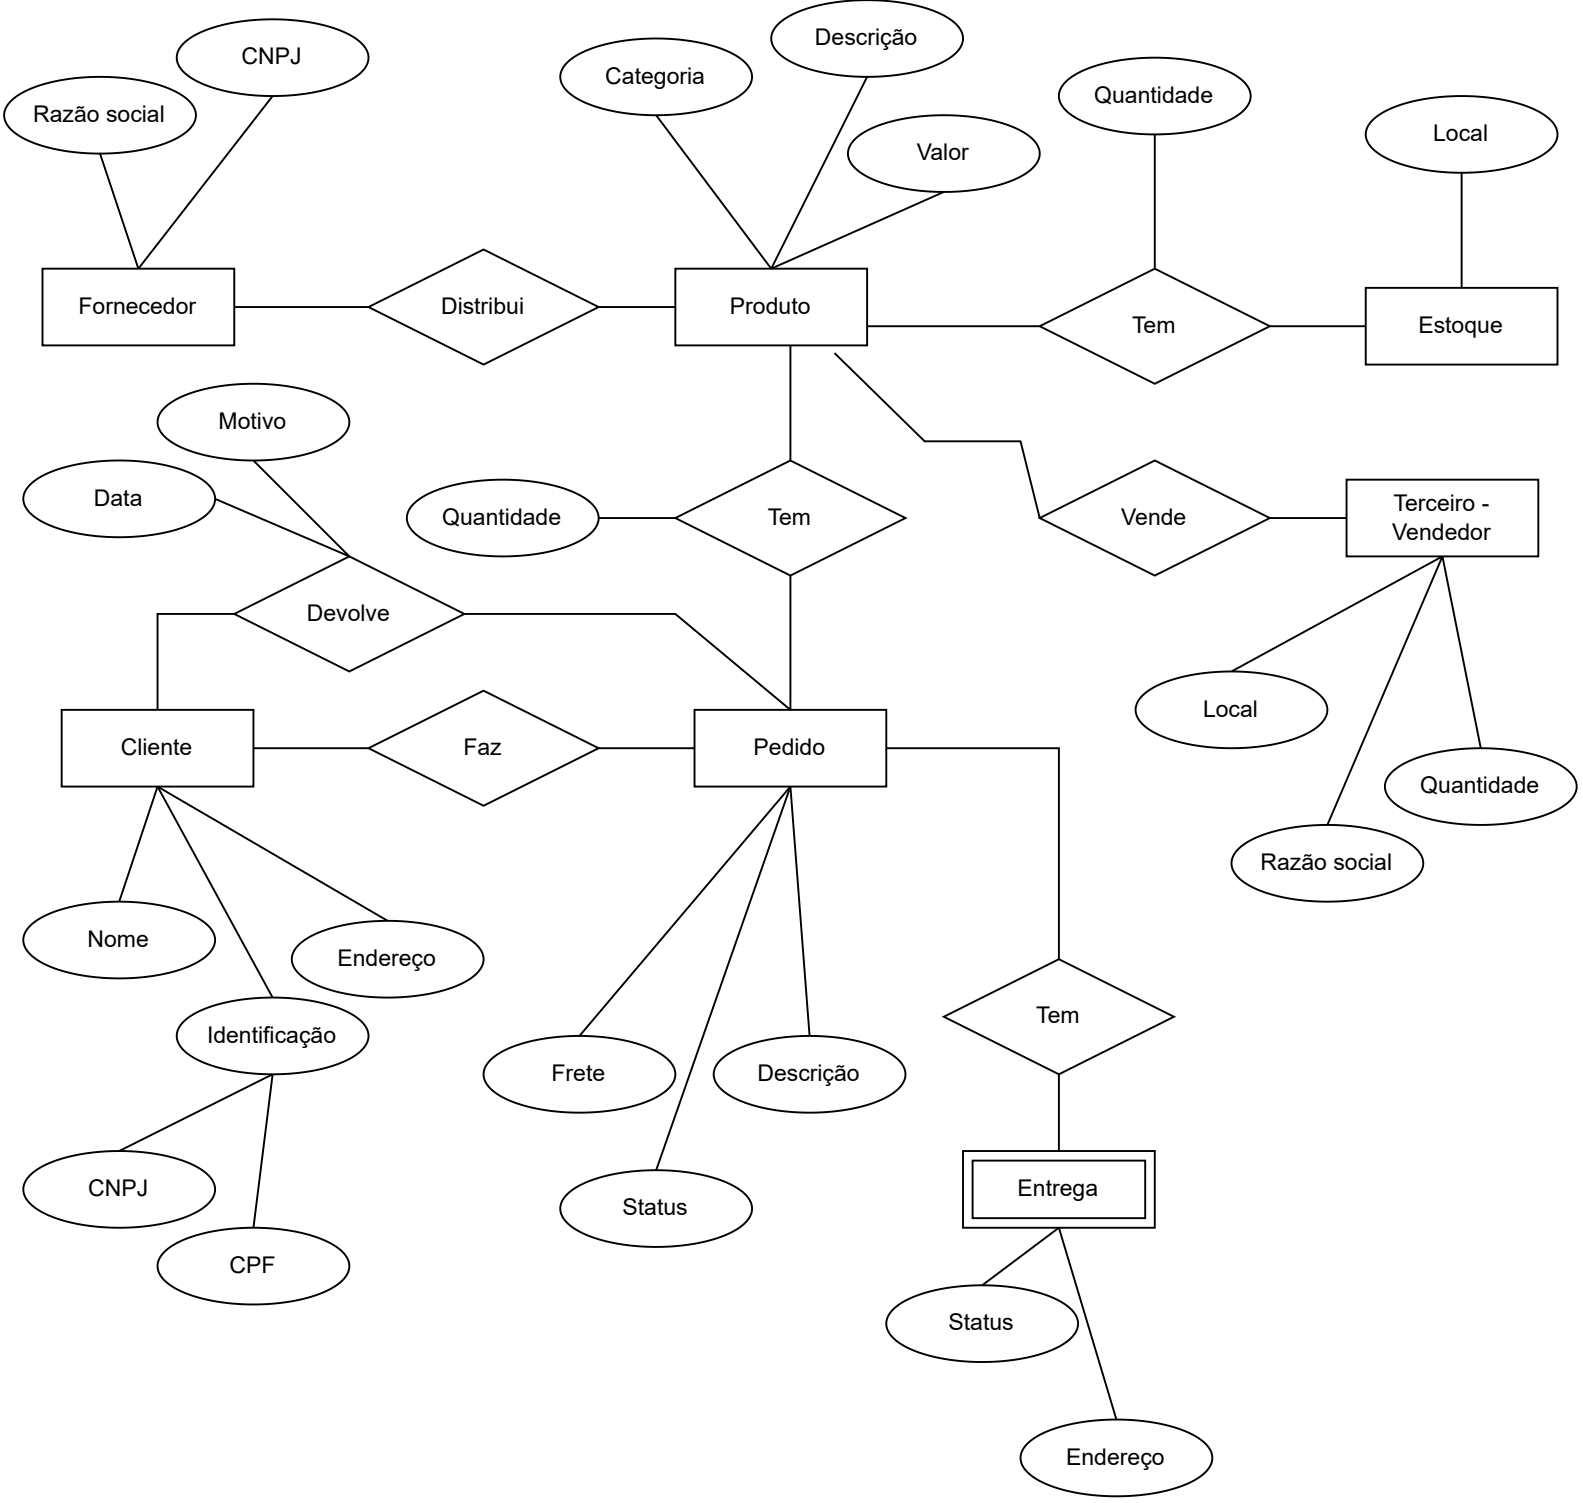 Descrição
CNPJ
Categoria
Quantidade
Razão social
Local
Valor
Fornecedor
Distribui
Produto
Tem
Estoque
Motivo
Data
Quantidade
Tem
Vende
Terceiro -
Vendedor
Devolve
Local
Cliente
Faz
Pedido
Quantidade
Razão social
Nome
Endereço
Identificação
Tem
Frete
Descrição
CNPJ
Entrega
Status
CPF
Status
Endereço